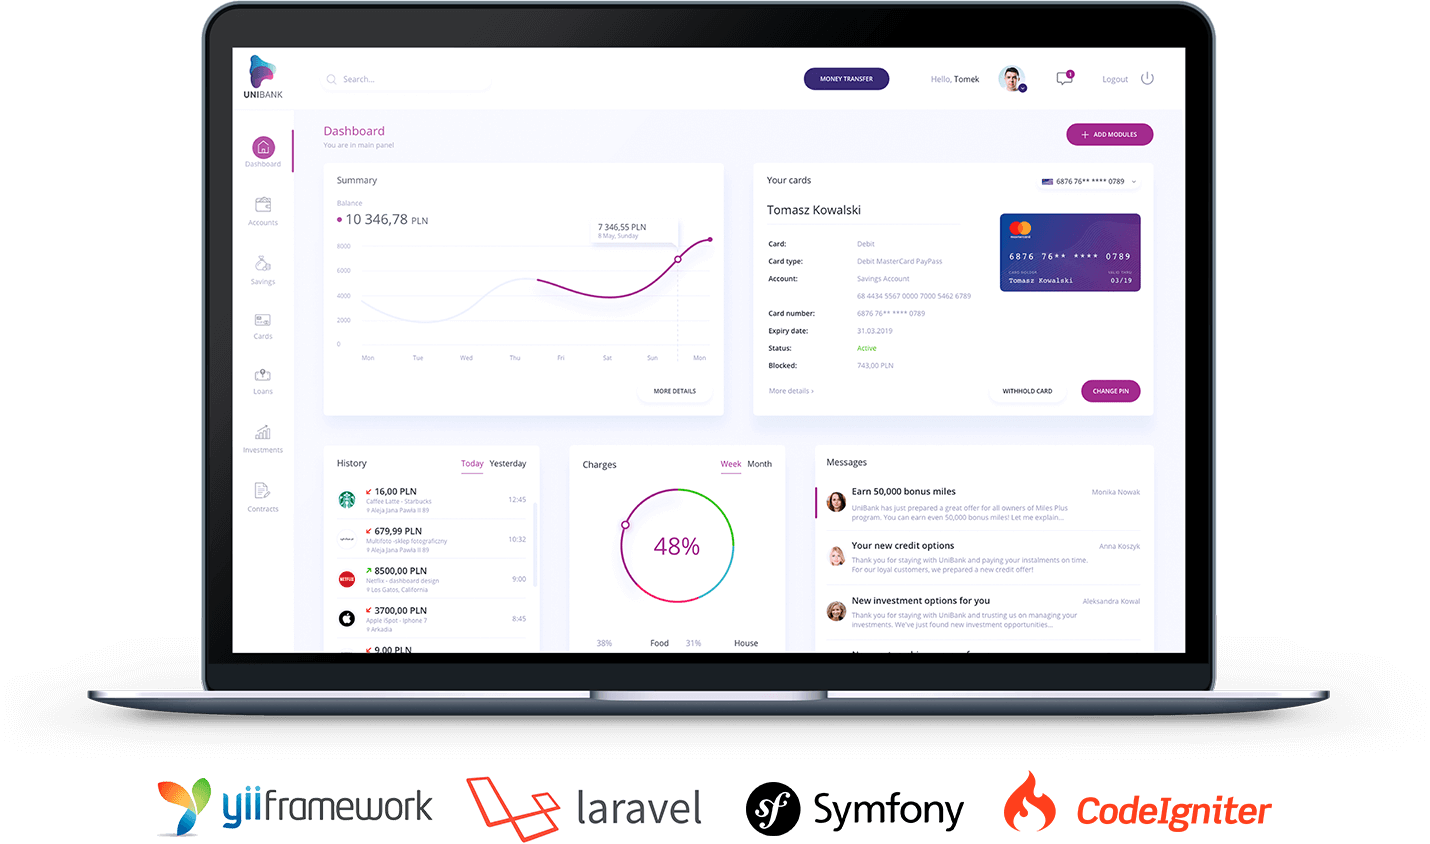 UNIBANK
Search...
MONEY TRANSFER
Hello, Tomek
1
Logout
Dashboard
You are in main panel
+ ADD MODULES
Dashboard
Accounts
Savings
Cards
Loans
Investments
Contracts
Summary
Balance
10 346,78 PLN
7 346,55 PLN
8 May, Sunday
8000
6000
4000
2000
0
Mon Tue Wed Thu Fri Sat Sun Mon
MORE DETAILS
Your cards
6876 76** **** 0789
Tomasz Kowalski
Card: Debit
Card type: Debit MasterCard PayPass
Account: Savings Account
68 4434 5567 0000 7000 5462 6789
Card number: 6876 76** **** 0789
Expiry date: 31.03.2019
Status: Active
Blocked: 743,00 PLN
More details ›
mastercard
6876 76** **** 0789
CARD HOLDER VALID THRU
Tomasz Kowalski 03/19
WITHHOLD CARD
CHANGE PIN
History Today Yesterday
16,00 PLN
Caffee Latte - Starbucks 12:45
Aleja Jana Pawła II 89
679,99 PLN
Multifoto -sklep fotograficzny 10:32
Aleja Jana Pawła II 89
NETFLIX
8500,00 PLN
Netflix - dashboard design 9:00
Los Gatos, California
3700,00 PLN
Apple iSpot - Iphone 7 8:45
Arkadia
9,00 PLN
Charges Week Month
48%
38% Food 31% House
Messages
Earn 50,000 bonus miles Monika Nowak
UniBank has just prepared a great offer for all owners of Miles Plus
program. You can earn even 50,000 bonus miles! Let me explain...
Your new credit options Anna Koszyk
Thank you for staying with UniBank and paying your instalments on time.
For our loyal customers, we prepared a new credit offer!
New investment options for you Aleksandra Kowal
Thank you for staying with UniBank and trusting us on managing your
investments. We've just found new investment opportunities...
yiiframework
laravel
sf Symfony
CodeIgniter